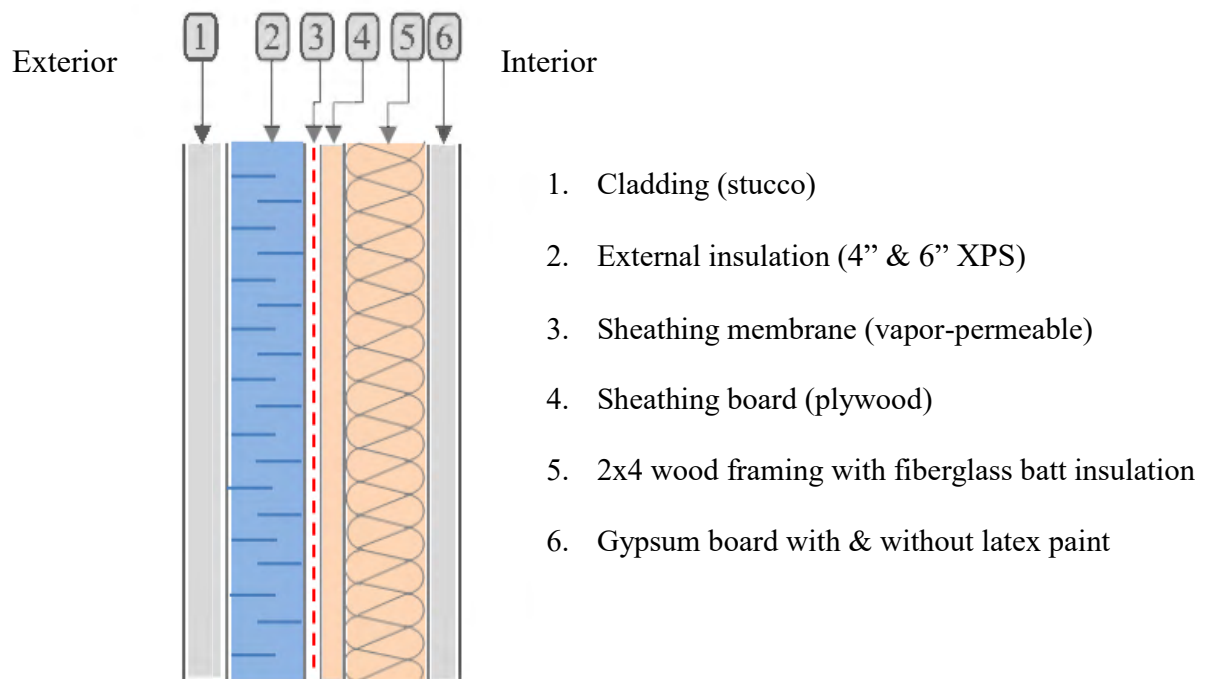 1 2 3 4 5 6
Exterior
Interior
1. Cladding (stucco)
2. External insulation (4” & 6” XPS)
3. Sheathing membrane (vapor-permeable)
4. Sheathing board (plywood)
5. 2x4 wood framing with fiberglass batt insulation
6. Gypsum board with & without latex paint